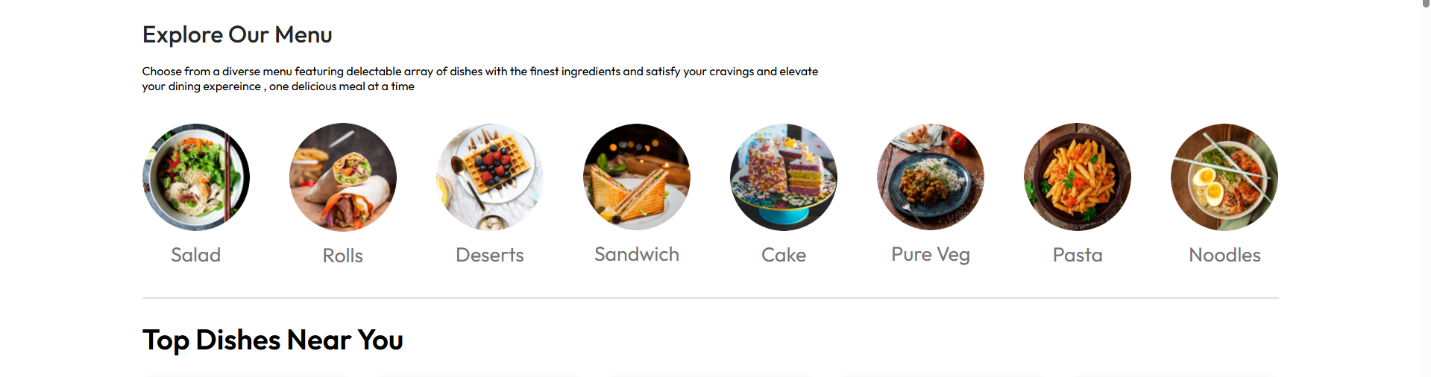 Explore Our Menu
Choose from a diverse menu featuring delectable array of dishes with the finest ingredients and satisfy your cravings and elevate
your dining expereince , one delicious meal at a time
Salad
Rolls
Deserts
Sandwich
Cake
Pure Veg
Pasta
Noodles
Top Dishes Near You